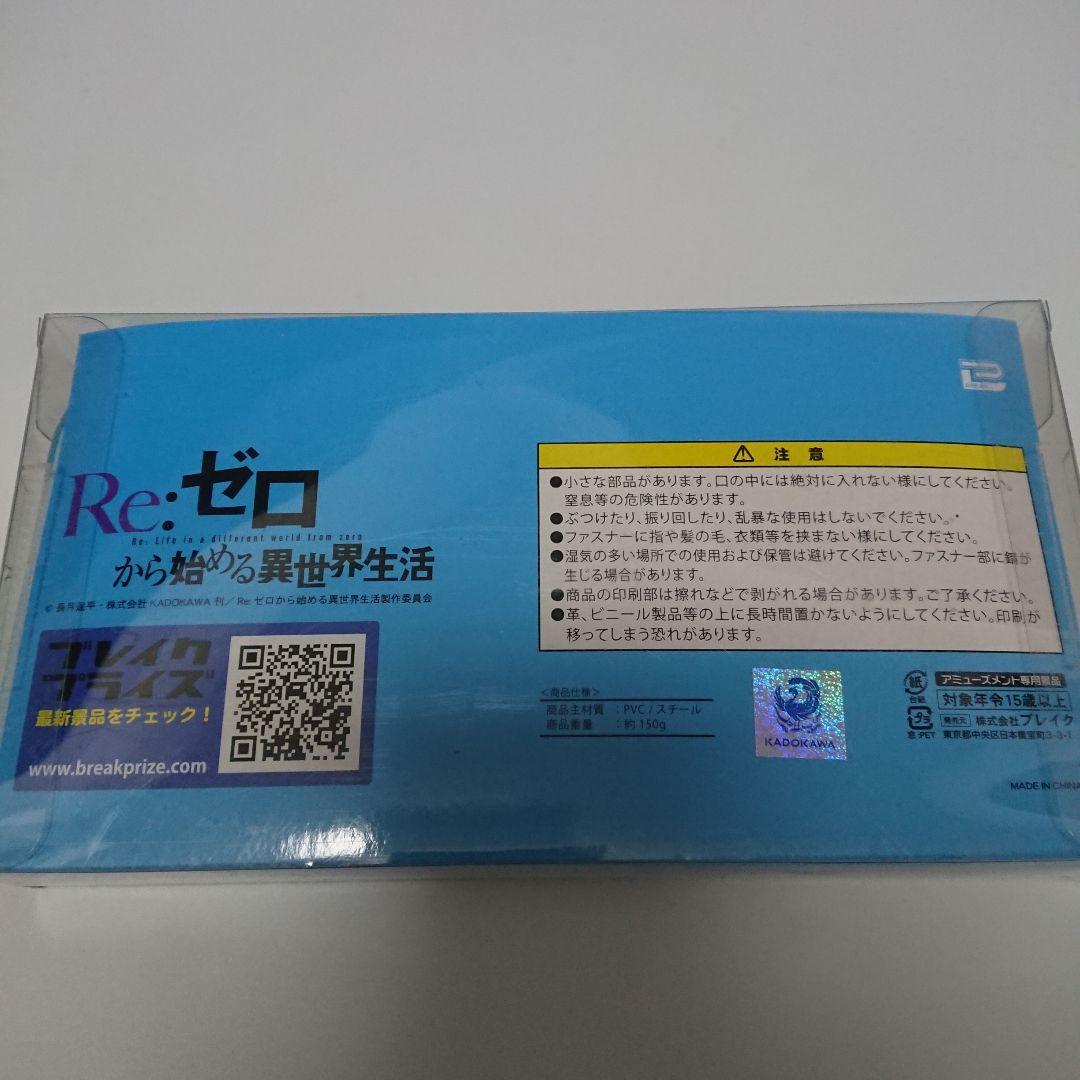 Re:ゼロ
Re: Life in a different world from zero
から始める異世界生活
© 長月達平・株式会社 KADOKAWA 刊／Re:ゼロから始める異世界生活製作委員会
ブレイク
プライズ
最新景品をチェック！
www.breakprize.com
⚠ 注 意
●小さな部品があります。口の中には絶対に入れない様にしてください。
窒息等の危険性があります。
●ぶつけたり、振り回したり、乱暴な使用はしないでください。
●ファスナーに指や髪の毛、衣類等を挟まない様にしてください。
●湿気の多い場所での使用および保管は避けてください。ファスナー部に錆が
生じる場合があります。
●商品の印刷部は擦れなどで剥がれる場合があります。ご了承ください。
●革、ビニール製品等の上に長時間置かないようにしてください。印刷が
移ってしまう恐れがあります。
＜商品仕様＞
商品主材質 ：PVC / スチール
商品重量 ：約150g
KADOKAWA
紙
台紙
プラ
窓:PET
アミューズメント専用景品
対象年令15歳以上
発売元 株式会社ブレイク
東京都中央区日本橋室町3-3-1
MADE IN CHINA